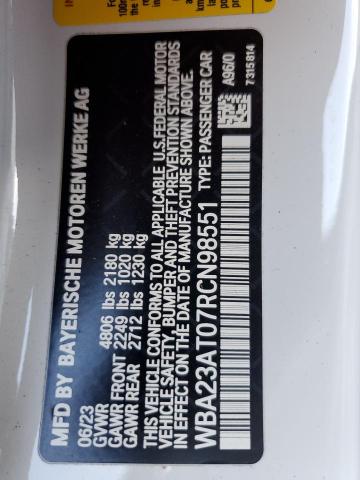 MFD BY BAYERISCHE MOTOREN WERKE AG
06/23
GVWR 4806 lbs 2180 kg
GAWR FRONT 2249 lbs 1020 kg
GAWR REAR 2712 lbs 1230 kg
THIS VEHICLE CONFORMS TO ALL APPLICABLE U.S. FEDERAL MOTOR
VEHICLE SAFETY, BUMPER AND THEFT PREVENTION STANDARDS
IN EFFECT ON THE DATE OF MANUFACTURE SHOWN ABOVE.
WBA23AT07RCN98551 TYPE: PASSENGER CAR
A96/0
7315814